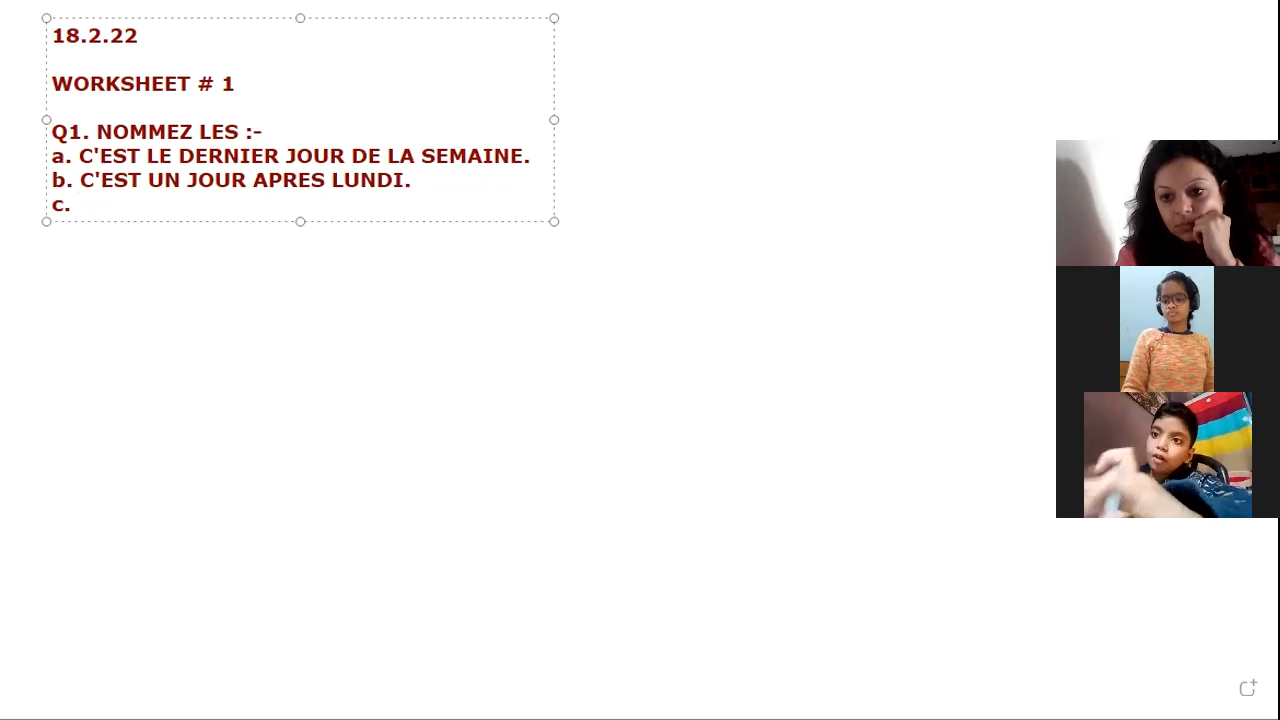 18.2.22
WORKSHEET # 1
Q1. NOMMEZ LES :-
a. C'EST LE DERNIER JOUR DE LA SEMAINE.
b. C'EST UN JOUR APRES LUNDI.
c.